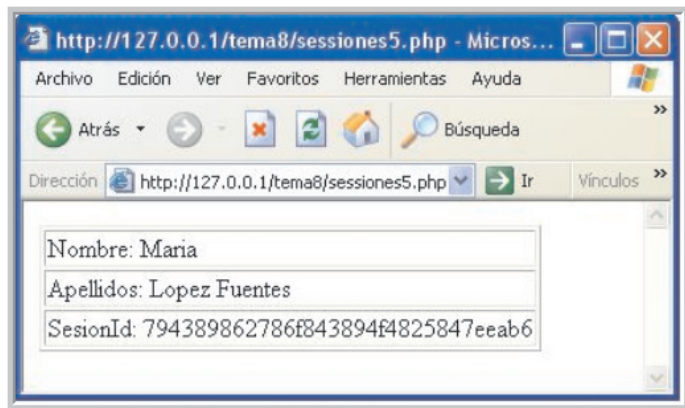 http://127.0.0.1/tema8/sessiones5.php - Micros...
Archivo Edición Ver Favoritos Herramientas Ayuda
Atrás Búsqueda »
Dirección http://127.0.0.1/tema8/sessiones5.php Ir Vínculos »
Nombre: Maria
Apellidos: Lopez Fuentes
SesionId: 794389862786f843894f4825847eeab6